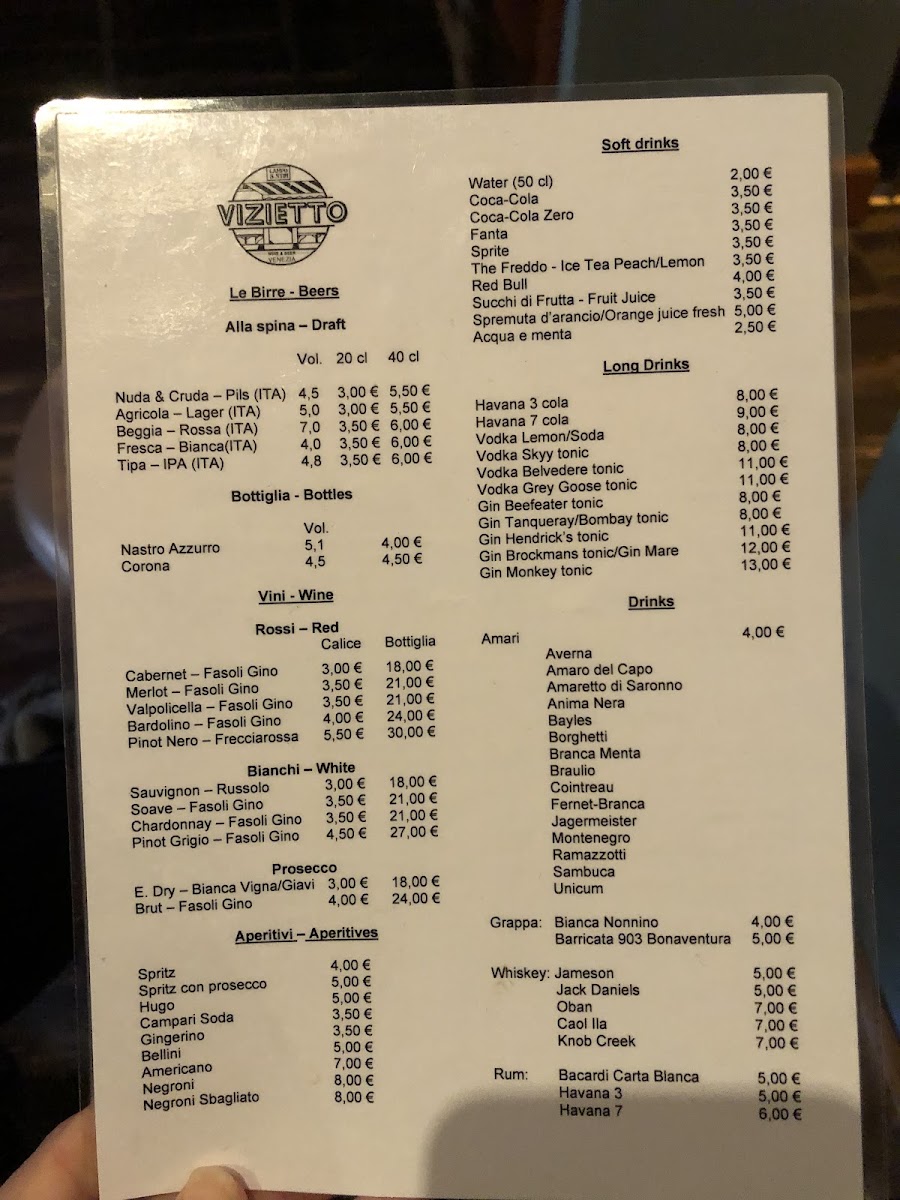 VIZIETTO
VENEZIA
Le Birre - Beers
Alla spina – Draft
Vol. 20 cl 40 cl
Nuda & Cruda – Pils (ITA) 4,5 3,00 € 5,50 €
Agricola – Lager (ITA) 5,0 3,00 € 5,50 €
Beggia – Rossa (ITA) 7,0 3,50 € 6,00 €
Fresca – Bianca(ITA) 4,0 3,50 € 6,00 €
Tipa – IPA (ITA) 4,8 3,50 € 6,00 €
Bottiglia - Bottles
Vol.
Nastro Azzurro 5,1 4,00 €
Corona 4,5 4,50 €
Vini - Wine
Rossi – Red
Calice Bottiglia
Cabernet – Fasoli Gino 3,00 € 18,00 €
Merlot – Fasoli Gino 3,50 € 21,00 €
Valpolicella – Fasoli Gino 3,50 € 21,00 €
Bardolino – Fasoli Gino 4,00 € 24,00 €
Pinot Nero – Frecciarossa 5,50 € 30,00 €
Bianchi – White
Sauvignon – Russolo 3,00 € 18,00 €
Soave – Fasoli Gino 3,50 € 21,00 €
Chardonnay – Fasoli Gino 3,50 € 21,00 €
Pinot Grigio – Fasoli Gino 4,50 € 27,00 €
Prosecco
E. Dry – Bianca Vigna/Giavi 3,00 € 18,00 €
Brut – Fasoli Gino 4,00 € 24,00 €
Aperitivi – Aperitives
Spritz 4,00 €
Spritz con prosecco 5,00 €
Hugo 5,00 €
Campari Soda 3,50 €
Gingerino 3,50 €
Bellini 5,00 €
Americano 7,00 €
Negroni 8,00 €
Negroni Sbagliato 8,00 €
Soft drinks
Water (50 cl) 2,00 €
Coca-Cola 3,50 €
Coca-Cola Zero 3,50 €
Fanta 3,50 €
Sprite 3,50 €
The Freddo - Ice Tea Peach/Lemon 3,50 €
Red Bull 4,00 €
Succhi di Frutta - Fruit Juice 3,50 €
Spremuta d'arancio/Orange juice fresh 5,00 €
Acqua e menta 2,50 €
Long Drinks
Havana 3 cola 8,00 €
Havana 7 cola 9,00 €
Vodka Lemon/Soda 8,00 €
Vodka Skyy tonic 8,00 €
Vodka Belvedere tonic 11,00 €
Vodka Grey Goose tonic 11,00 €
Gin Beefeater tonic 8,00 €
Gin Tanqueray/Bombay tonic 8,00 €
Gin Hendrick's tonic 11,00 €
Gin Brockmans tonic/Gin Mare 12,00 €
Gin Monkey tonic 13,00 €
Drinks
Amari 4,00 €
Averna
Amaro del Capo
Amaretto di Saronno
Anima Nera
Bayles
Borghetti
Branca Menta
Braulio
Cointreau
Fernet-Branca
Jagermeister
Montenegro
Ramazzotti
Sambuca
Unicum
Grappa: Bianca Nonnino 4,00 €
Barricata 903 Bonaventura 5,00 €
Whiskey: Jameson 5,00 €
Jack Daniels 5,00 €
Oban 7,00 €
Caol Ila 7,00 €
Knob Creek 7,00 €
Rum: Bacardi Carta Blanca 5,00 €
Havana 3 5,00 €
Havana 7 6,00 €